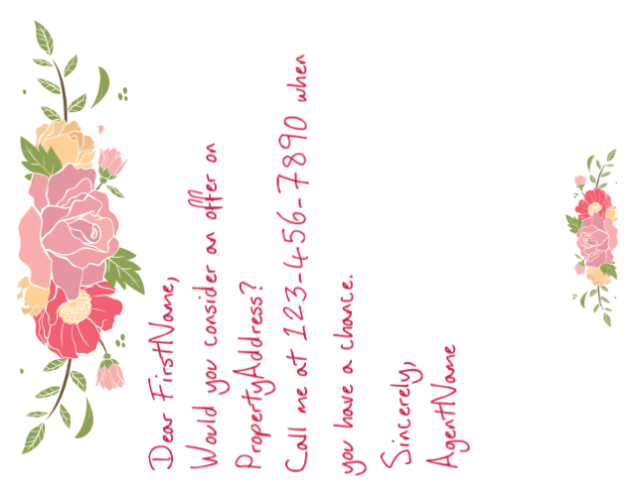 Dear FirstName,
Would you consider an offer on
PropertyAddress?
Call me at 123-456-7890 when
you have a chance.
Sincerely,
AgentName